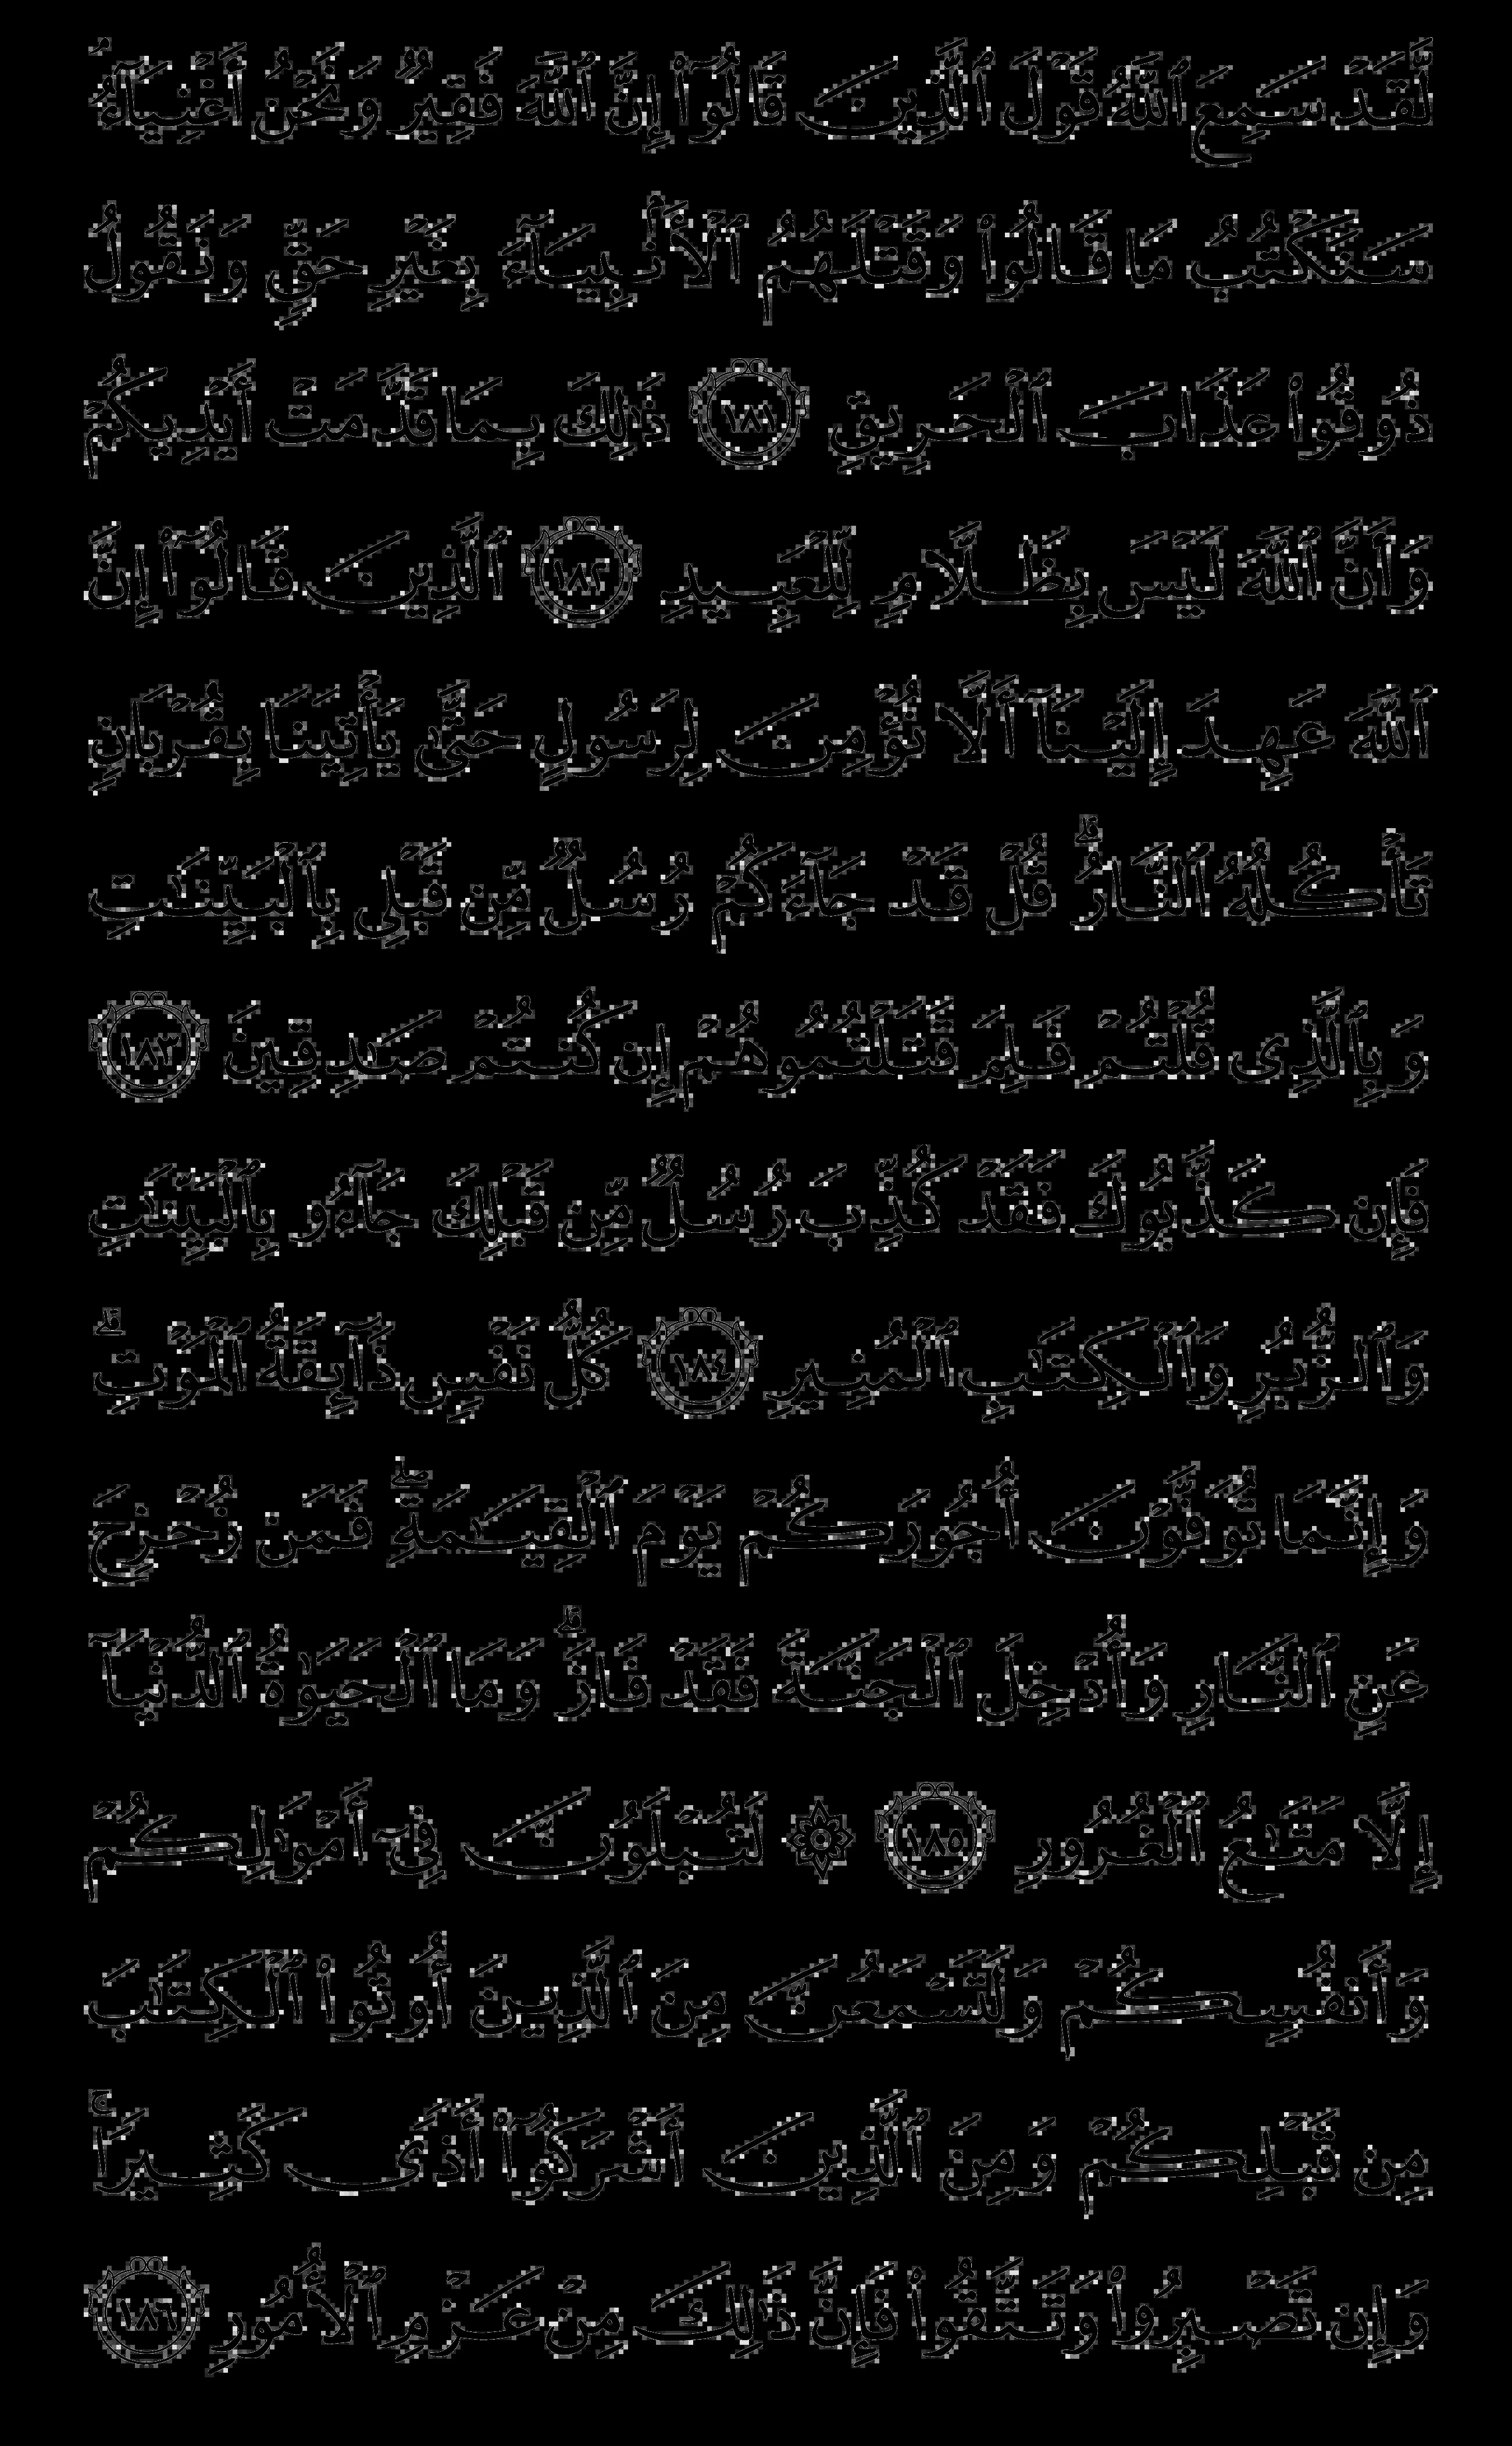 لَّقَدْ سَمِعَ ٱللَّهُ قَوْلَ ٱلَّذِينَ قَالُوٓا۟ إِنَّ ٱللَّهَ فَقِيرٌ وَنَحْنُ أَغْنِيَآءُ ۘ
سَنَكْتُبُ مَا قَالُوا۟ وَقَتْلَهُمُ ٱلْأَنۢبِيَآءَ بِغَيْرِ حَقٍّ وَنَقُولُ
ذُوقُوا۟ عَذَابَ ٱلْحَرِيقِ ١٨١ ذَٰلِكَ بِمَا قَدَّمَتْ أَيْدِيكُمْ
وَأَنَّ ٱللَّهَ لَيْسَ بِظَلَّامٍ لِّلْعَبِيدِ ١٨٢ ٱلَّذِينَ قَالُوٓا۟ إِنَّ
ٱللَّهَ عَهِدَ إِلَيْنَآ أَلَّا نُؤْمِنَ لِرَسُولٍ حَتَّىٰ يَأْتِيَنَا بِقُرْبَانٍ
تَأْكُلُهُ ٱلنَّارُ ۗ قُلْ قَدْ جَآءَكُمْ رُسُلٌ مِّن قَبْلِى بِٱلْبَيِّنَـٰتِ
وَبِٱلَّذِى قُلْتُمْ فَلِمَ قَتَلْتُمُوهُمْ إِن كُنتُمْ صَـٰدِقِينَ ١٨٣
فَإِن كَذَّبُوكَ فَقَدْ كُذِّبَ رُسُلٌ مِّن قَبْلِكَ جَآءُو بِٱلْبَيِّنَـٰتِ
وَٱلزُّبُرِ وَٱلْكِتَـٰبِ ٱلْمُنِيرِ ١٨٤ كُلُّ نَفْسٍ ذَآئِقَةُ ٱلْمَوْتِ ۗ
وَإِنَّمَا تُوَفَّوْنَ أُجُورَكُمْ يَوْمَ ٱلْقِيَـٰمَةِ ۖ فَمَن زُحْزِحَ
عَنِ ٱلنَّارِ وَأُدْخِلَ ٱلْجَنَّةَ فَقَدْ فَازَ ۗ وَمَا ٱلْحَيَوٰةُ ٱلدُّنْيَآ
إِلَّا مَتَـٰعُ ٱلْغُرُورِ ١٨٥ ۞ لَتُبْلَوُنَّ فِىٓ أَمْوَٰلِكُمْ
وَأَنفُسِكُمْ وَلَتَسْمَعُنَّ مِنَ ٱلَّذِينَ أُوتُوا۟ ٱلْكِتَـٰبَ
مِن قَبْلِكُمْ وَمِنَ ٱلَّذِينَ أَشْرَكُوٓا۟ أَذًى كَثِيرًا ۚ
وَإِن تَصْبِرُوا۟ وَتَتَّقُوا۟ فَإِنَّ ذَٰلِكَ مِنْ عَزْمِ ٱلْأُمُورِ ١٨٦